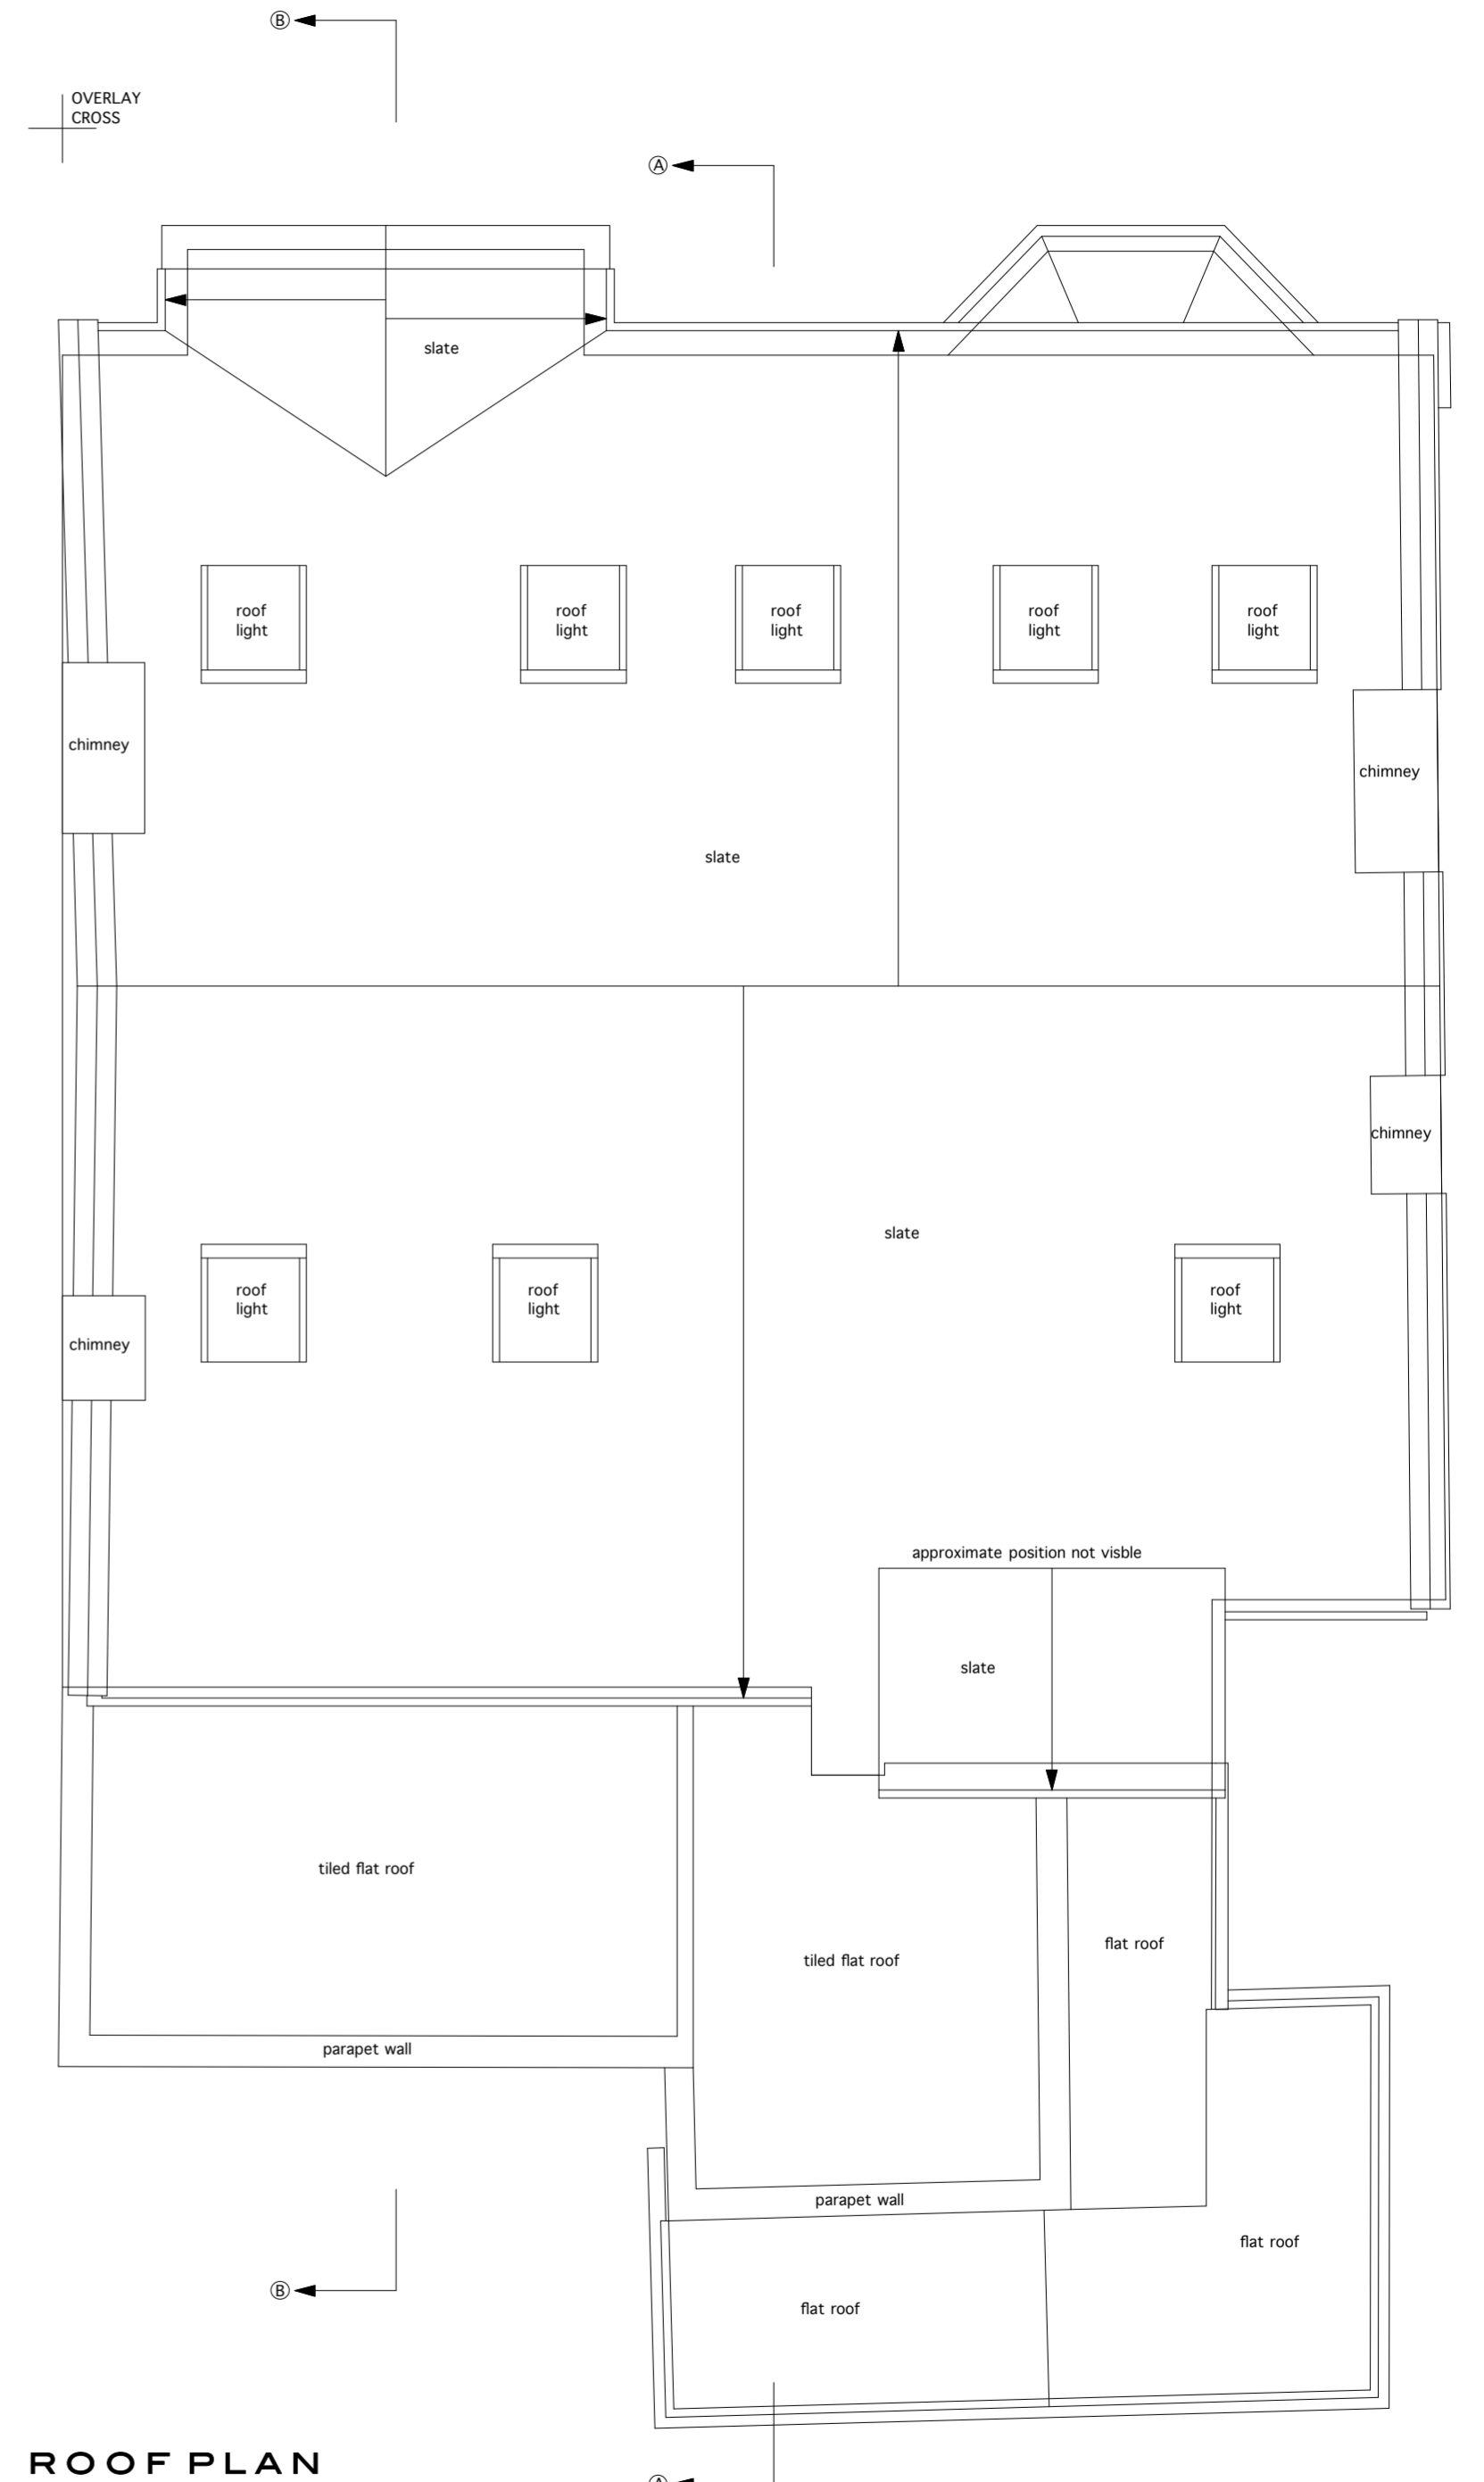 B
OVERLAY
CROSS
A
slate
roof
light
roof
light
roof
light
roof
light
roof
light
chimney
chimney
slate
chimney
slate
roof
light
roof
light
roof
light
chimney
approximate position not visble
slate
tiled flat roof
flat roof
tiled flat roof
parapet wall
parapet wall
flat roof
B
flat roof
ROOF PLAN
A